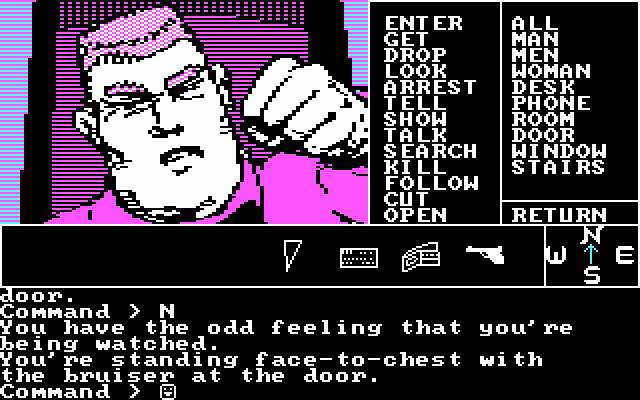 ENTER
GET
DROP
LOOK
ARREST
TELL
SHOW
TALK
SEARCH
KILL
FOLLOW
CUT
OPEN
ALL
MAN
MEN
WOMAN
DESK
PHONE
ROOM
DOOR
WINDOW
STAIRS
RETURN
N
W E
S
door.
Command > N
You have the odd feeling that you're
being watched.
You're standing face-to-chest with
the bruiser at the door.
Command >